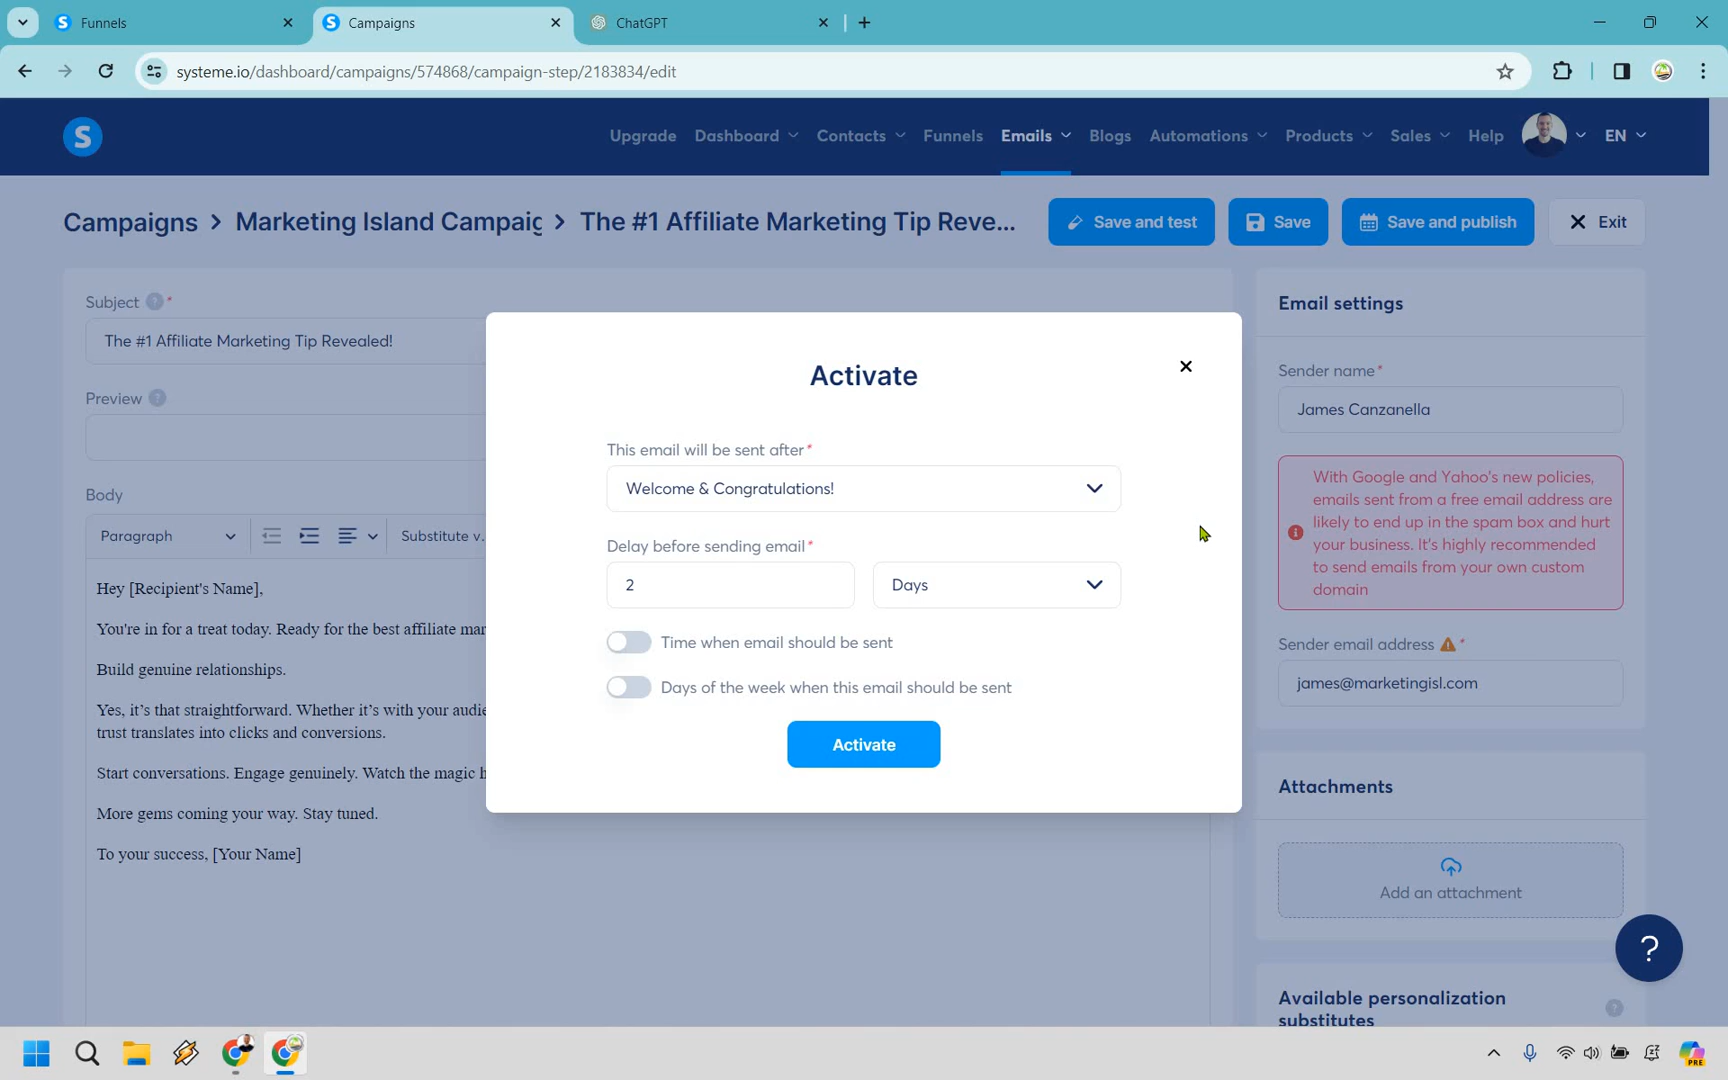 Funnels
Campaigns
ChatGPT
systeme.io/dashboard/campaigns/574868/campaign-step/2183834/edit
S
Upgrade
Dashboard
Contacts
Funnels
Emails
Blogs
Automations
Products
Sales
Help
EN
Campaigns > Marketing Island Campaig > The #1 Affiliate Marketing Tip Reve...
Save and test
Save
Save and publish
Exit
Subject ? *
The #1 Affiliate Marketing Tip Revealed!
Preview ?
Body
Paragraph
Substitute v.
Hey [Recipient's Name],
You're in for a treat today. Ready for the best affiliate mar
Build genuine relationships.
Yes, it's that straightforward. Whether it's with your audie
trust translates into clicks and conversions.
Start conversations. Engage genuinely. Watch the magic h
More gems coming your way. Stay tuned.
To your success, [Your Name]
Activate
This email will be sent after *
Welcome & Congratulations!
Delay before sending email *
2
Days
Time when email should be sent
Days of the week when this email should be sent
Activate
Email settings
Sender name *
James Canzanella
With Google and Yahoo's new policies,
emails sent from a free email address are
likely to end up in the spam box and hurt
your business. It's highly recommended
to send emails from your own custom
domain
Sender email address *
james@marketingisl.com
Attachments
Add an attachment
?
Available personalization
substitutes
?
PRE